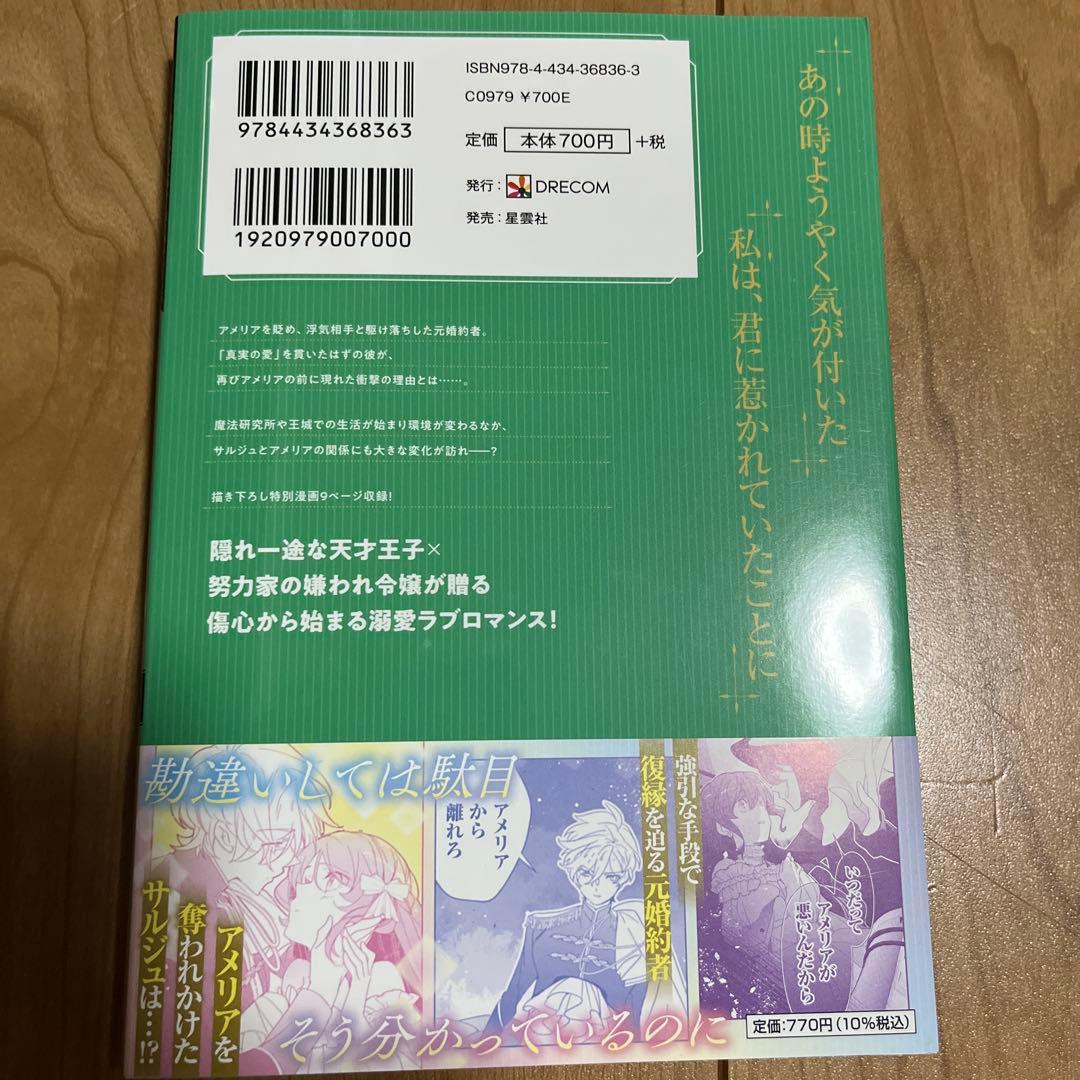 9784434368363
1920979007000
ISBN978-4-434-36836-3
C0979 ¥700E
定価 本体700円 +税
発行：DRECOM
発売：星雲社
あの時ようやく気が付いた
私は、君に惹かれていたことに
アメリアを貶め、浮気相手と駆け落ちした元婚約者。
「真実の愛」を貫いたはずの彼が、
再びアメリアの前に現れた衝撃の理由とは……。
魔法研究所や王城での生活が始まり環境が変わるなか、
サルジュとアメリアの関係にも大きな変化が訪れ――？
描き下ろし特別漫画9ページ収録！
隠れ一途な天才王子×
努力家の嫌われ令嬢が贈る
傷心から始まる溺愛ラブロマンス！
強引な手段で
復縁を迫る元婚約者
いつだって
アメリアが
悪いんだから
アメリア
から
離れろ
勘違いしては駄目
アメリアを
奪われかけた
サルジュは…!?
そう分かっているのに
定価：770円（10％税込）